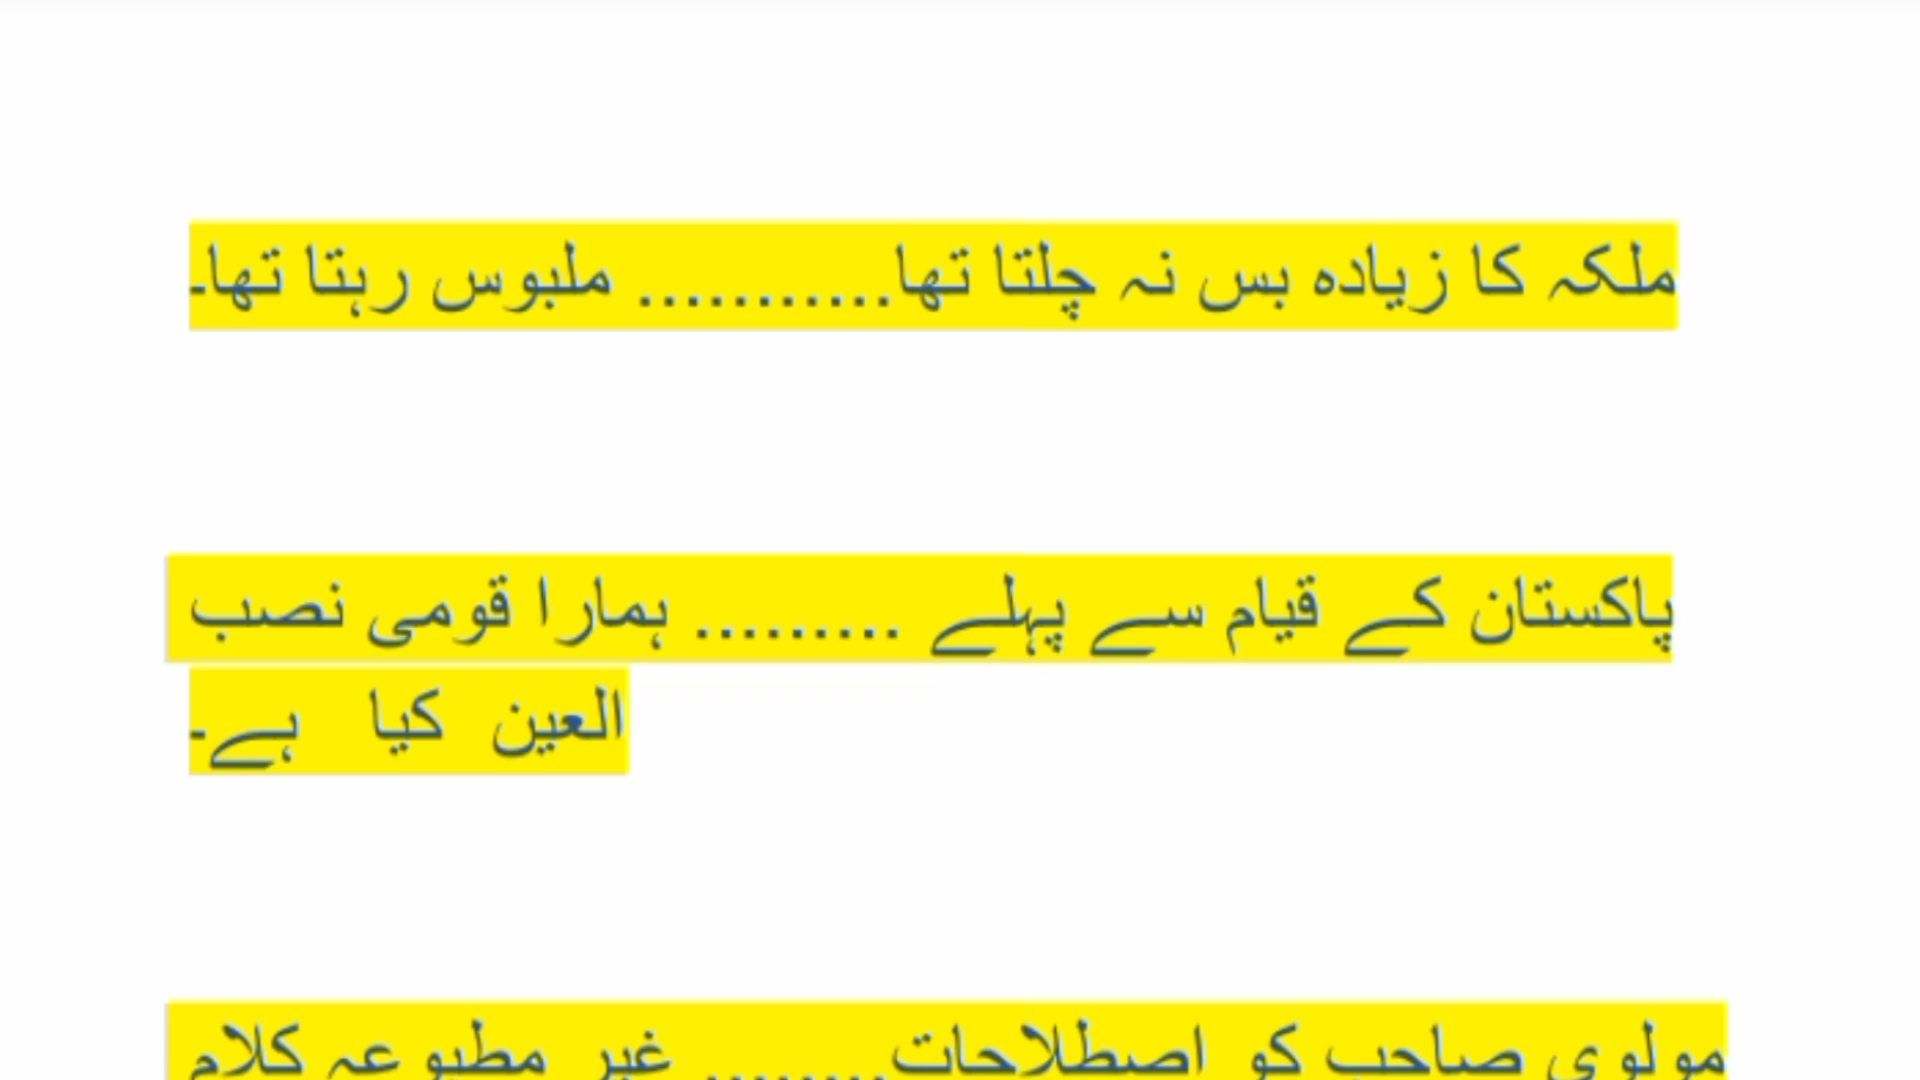 ملکہ کا زیادہ بس نہ چلتا تھا........... ملبوس رہتا تھا۔
پاکستان کے قیام سے پہلے ......... ہمارا قومی نصب
العین کیا ہے۔
مولوی صاحب کو اصطلاحات........ غیر مطبوعہ کلام